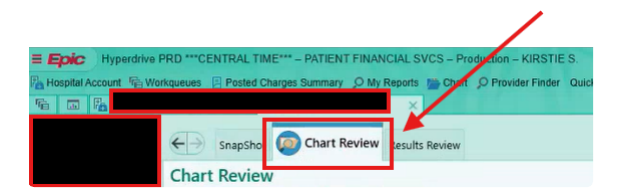 Epic Hyperdrive PRD ***CENTRAL TIME*** – PATIENT FINANCIAL SVCS – Production – KIRSTIE S.
Hospital Account Workqueues Posted Charges Summary My Reports Chart Provider Finder Quick
SnapSho Chart Review Results Review
Chart Review